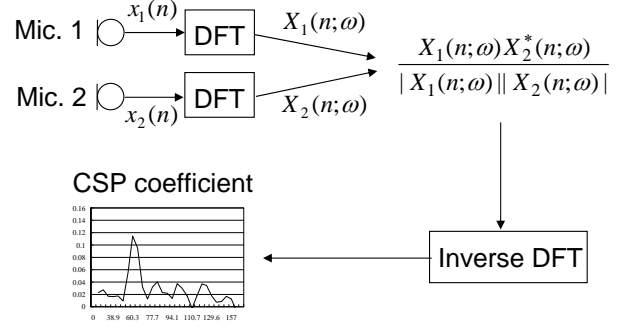 Mic. 1
x₁(n)
DFT
X₁(n;ω)
Mic. 2
x₂(n)
DFT
X₂(n;ω)
X₁(n;ω)X₂*(n;ω)
| X₁(n;ω) || X₂(n;ω) |
CSP coefficient
0.16
0.14
0.12
0.1
0.08
0.06
0.04
0.02
0
0 38.9 60.3 77.7 94.1 110.7 129.6 157
Inverse DFT